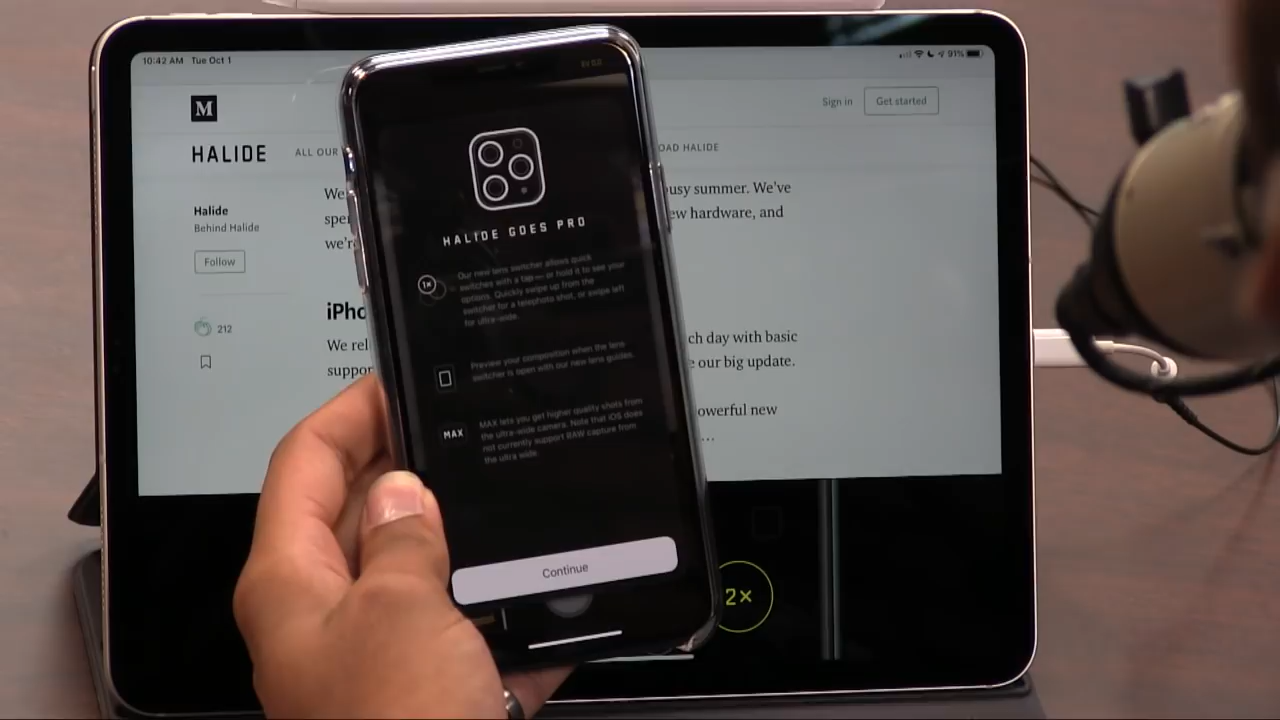 10:42 AM Tue Oct 1
91%
M
Sign in
Get started
HALIDE
ALL OUR
OAD HALIDE
Halide
Behind Halide
Follow
212
We
usy summer. We've
spe
ew hardware, and
we're
iPho
We rel
ch day with basic
suppor
e our big update.
owerful new
...
2×
HALIDE GOES PRO
1×
Our new lens switcher allows quick
switches with a tap — or hold it to see your
options. Quickly swipe up from the
switcher for a telephoto shot, or swipe left
for ultra-wide.
Preview your composition when the lens
switcher is open with our new lens guides.
MAX
MAX lets you get higher quality shots from
the ultra-wide camera. Note that iOS does
not currently support RAW capture from
the ultra wide.
Continue